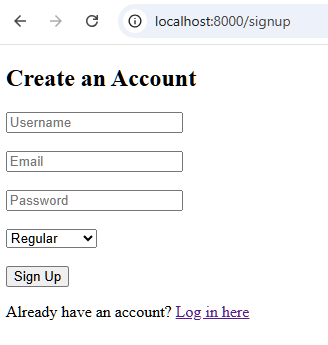 localhost:8000/signup
Create an Account
Username
Email
Password
Regular
Sign Up
Already have an account? Log in here